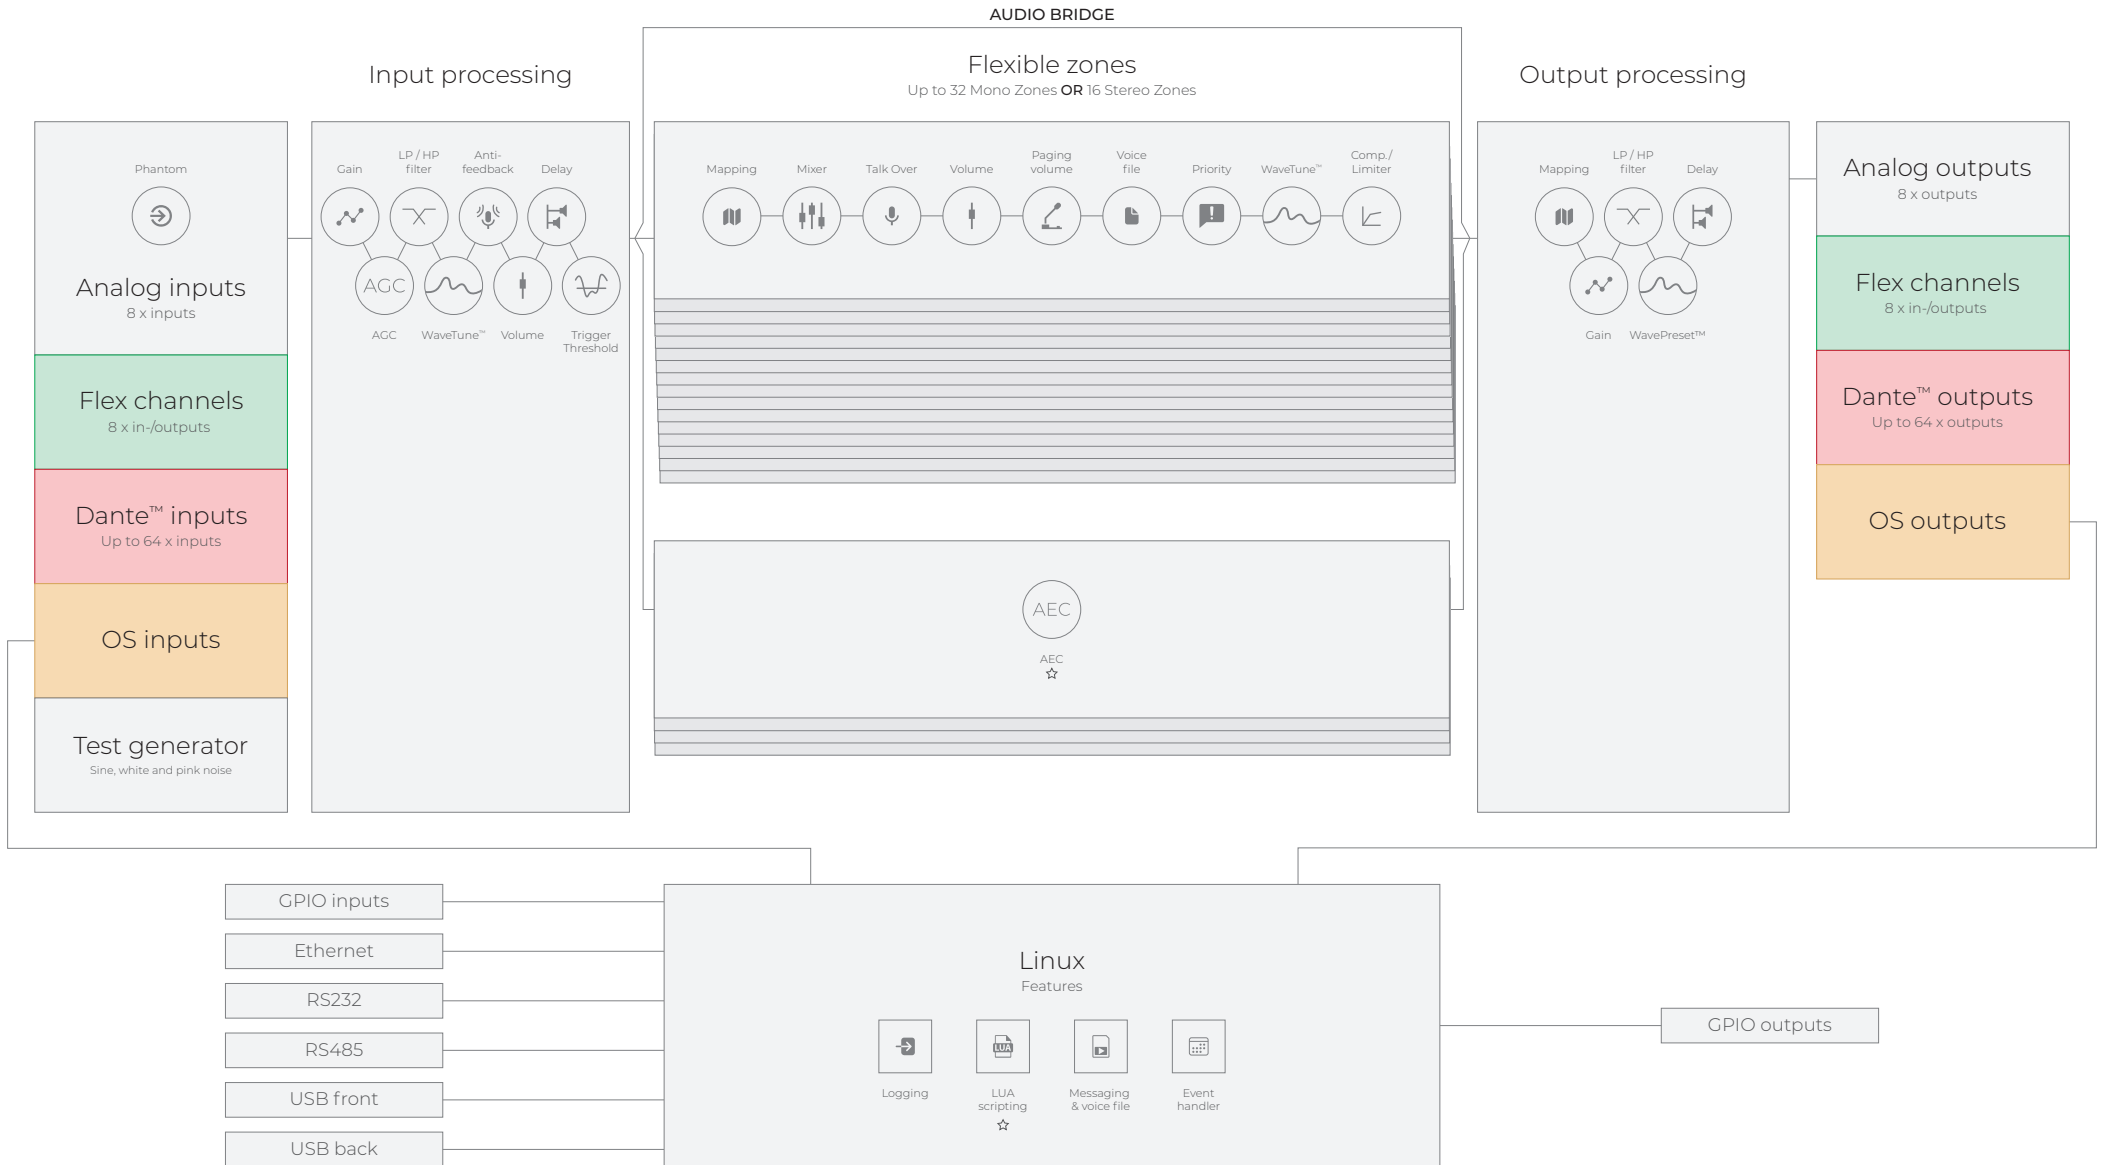 AUDIO BRIDGE
Input processing
Flexible zones
Up to 32 Mono Zones OR 16 Stereo Zones
Output processing
Phantom
Analog inputs
8 x inputs
Flex channels
8 x in-/outputs
Dante™ inputs
Up to 64 x inputs
OS inputs
Test generator
Sine, white and pink noise
Gain
LP / HP
filter
Anti-
feedback
Delay
AGC
AGC
WaveTune™
Volume
Trigger
Threshold
Mapping
Mixer
Talk Over
Volume
Paging
volume
Voice
file
Priority
WaveTune™
Comp./
Limiter
AEC
AEC
Mapping
LP / HP
filter
Delay
Gain
WavePreset™
Analog outputs
8 x outputs
Flex channels
8 x in-/outputs
Dante™ outputs
Up to 64 x outputs
OS outputs
GPIO inputs
Ethernet
RS232
RS485
USB front
USB back
Linux
Features
Logging
LUA
LUA
scripting
Messaging
& voice file
Event
handler
GPIO outputs